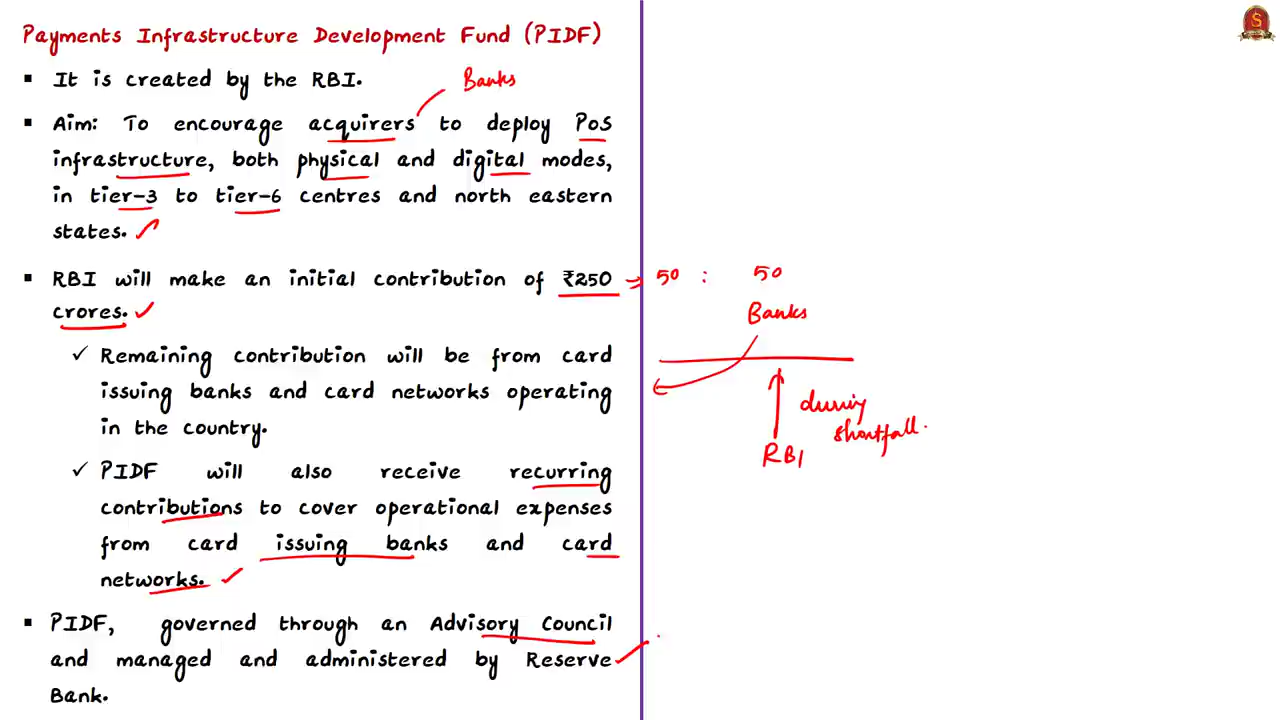 Payments Infrastructure Development Fund (PIDF)
▪ It is created by the RBI.
Banks
▪ Aim: To encourage acquirers to deploy PoS
infrastructure, both physical and digital modes,
in tier-3 to tier-6 centres and north eastern
states.
▪ RBI will make an initial contribution of ₹250
crores.
⇒ 50 : 50
Banks
✓ Remaining contribution will be from card
issuing banks and card networks operating
in the country.
during
shortfall.
RBI
✓ PIDF will also receive recurring
contributions to cover operational expenses
from card issuing banks and card
networks.
▪ PIDF, governed through an Advisory Council
and managed and administered by Reserve
Bank.